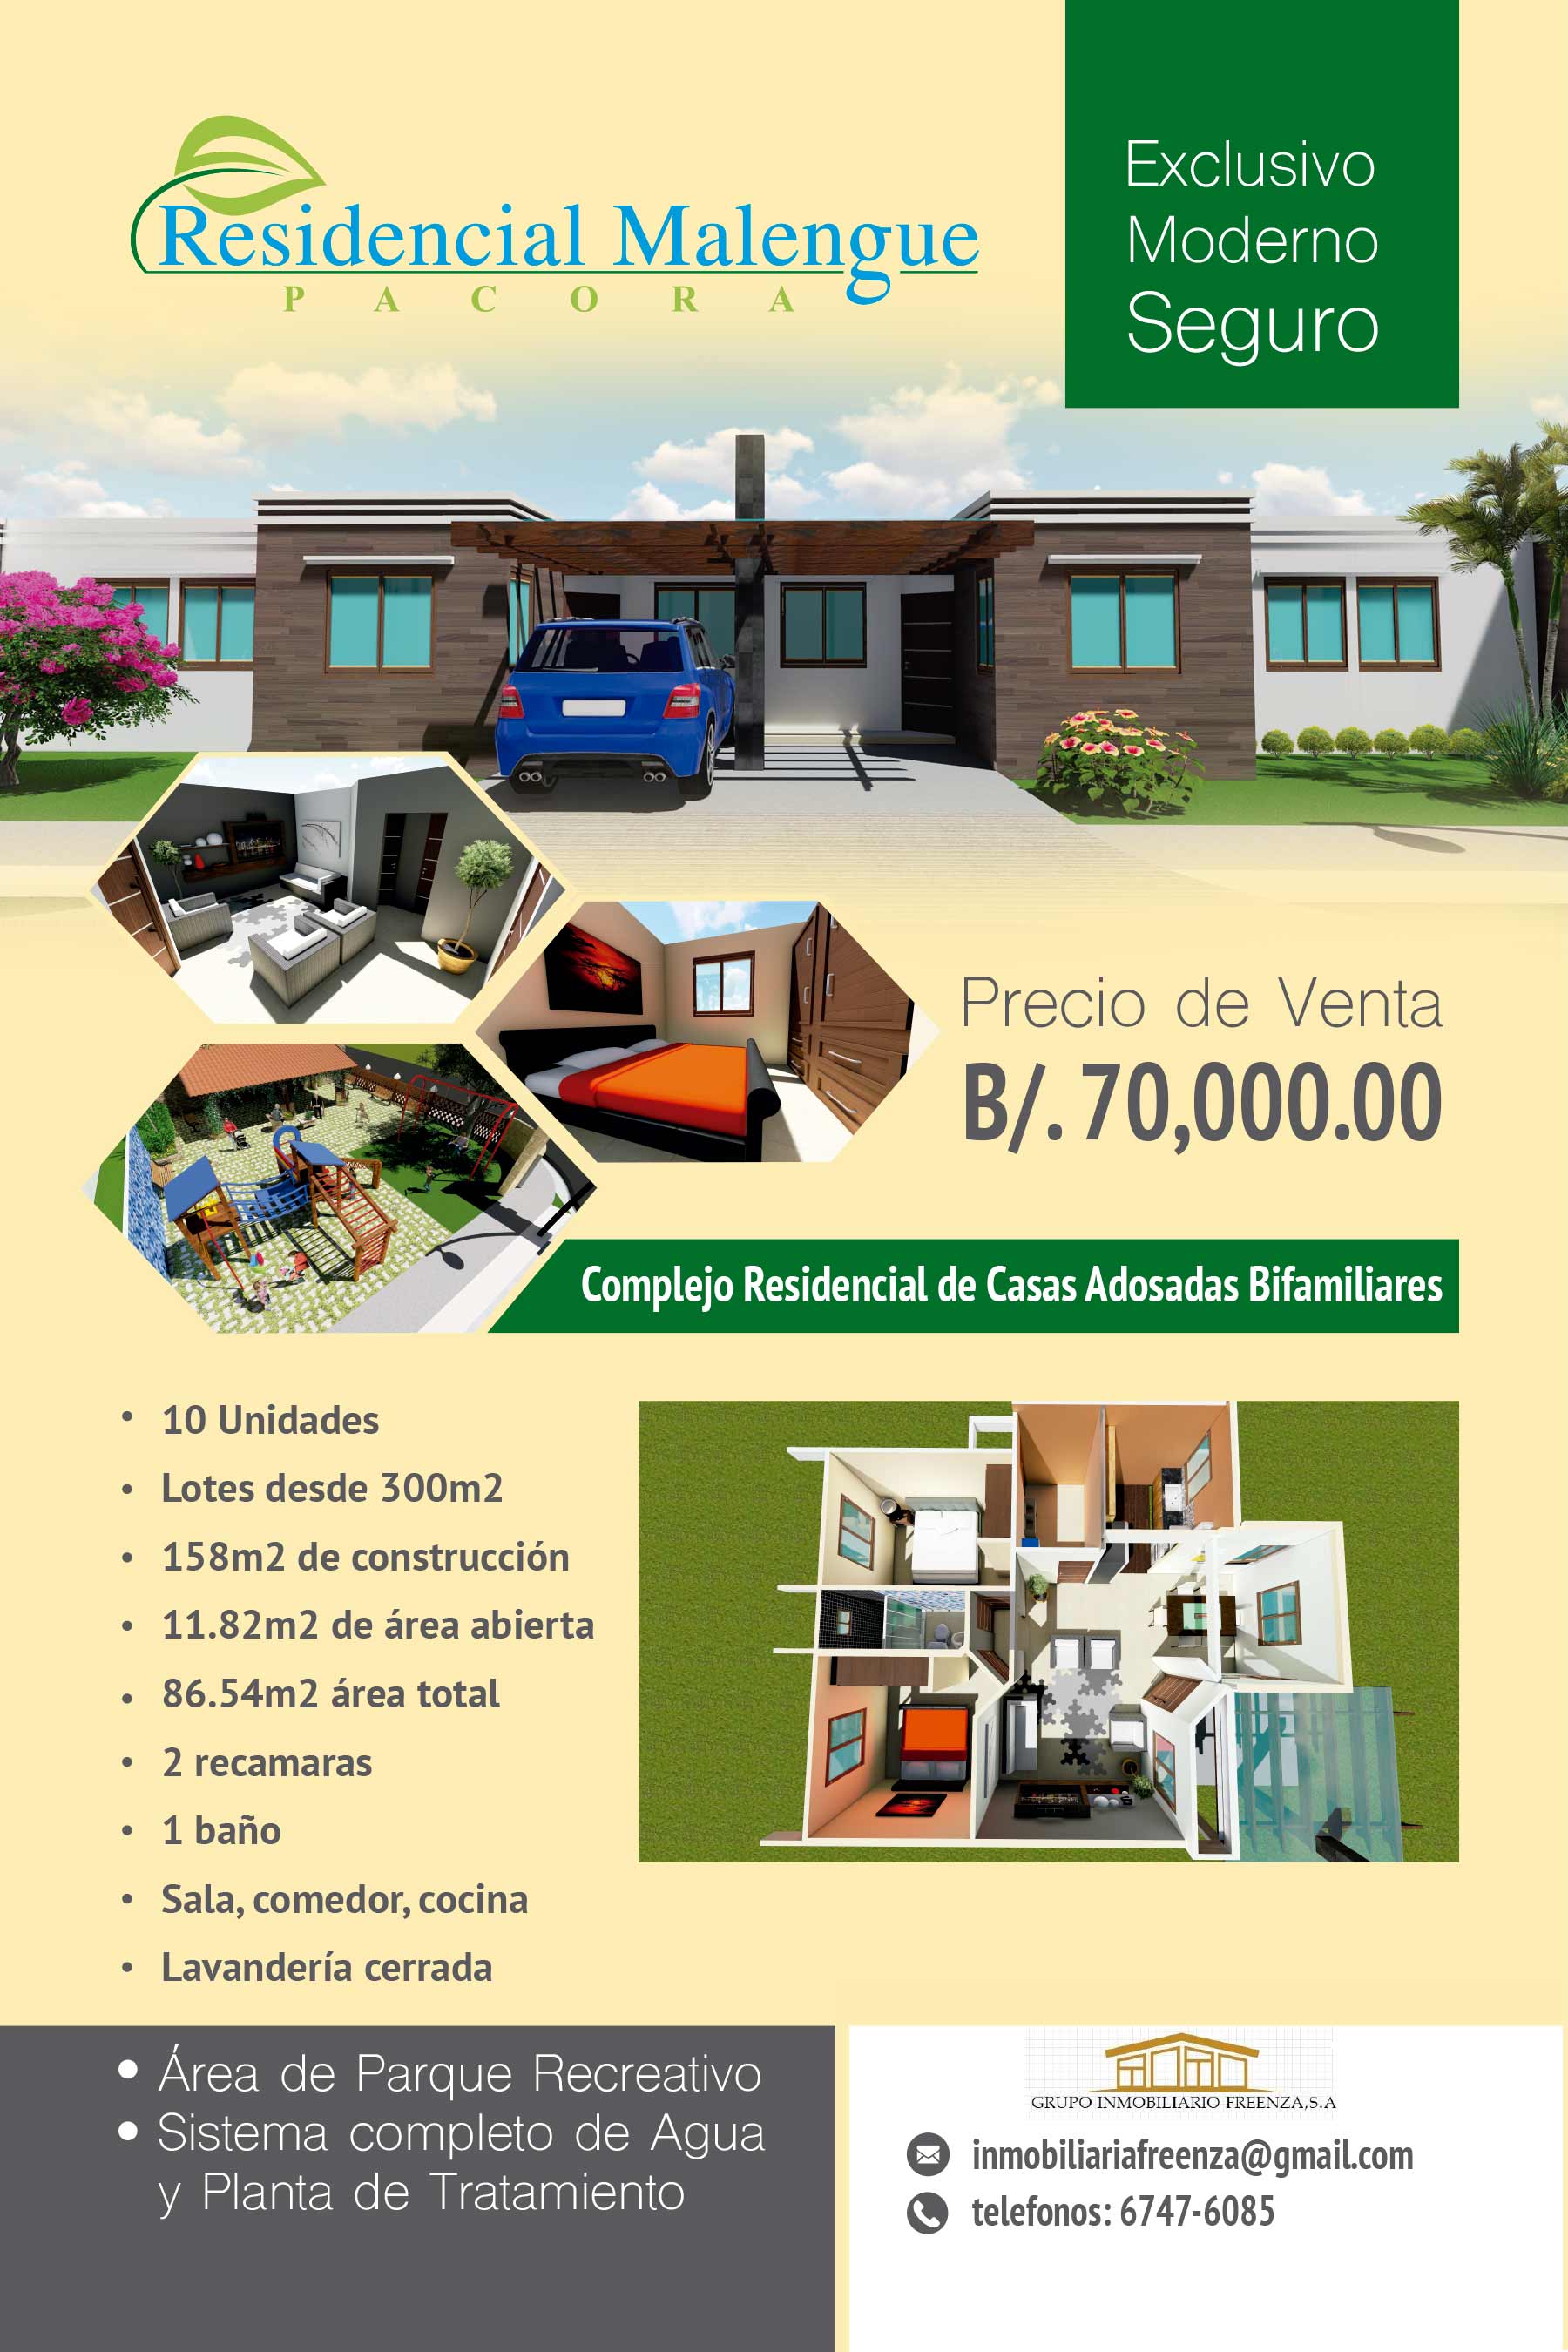 Residencial Malengue
PACORA
Exclusivo
Moderno
Seguro
Precio de Venta
B/. 70,000.00
Complejo Residencial de Casas Adosadas Bifamiliares
• 10 Unidades
• Lotes desde 300m2
• 158m2 de construcción
• 11.82m2 de área abierta
• 86.54m2 área total
• 2 recamaras
• 1 baño
• Sala, comedor, cocina
• Lavandería cerrada
• Área de Parque Recreativo
• Sistema completo de Agua
y Planta de Tratamiento
GRUPO INMOBILIARIO FREENZA,S.A
inmobiliariafreenza@gmail.com
telefonos: 6747-6085